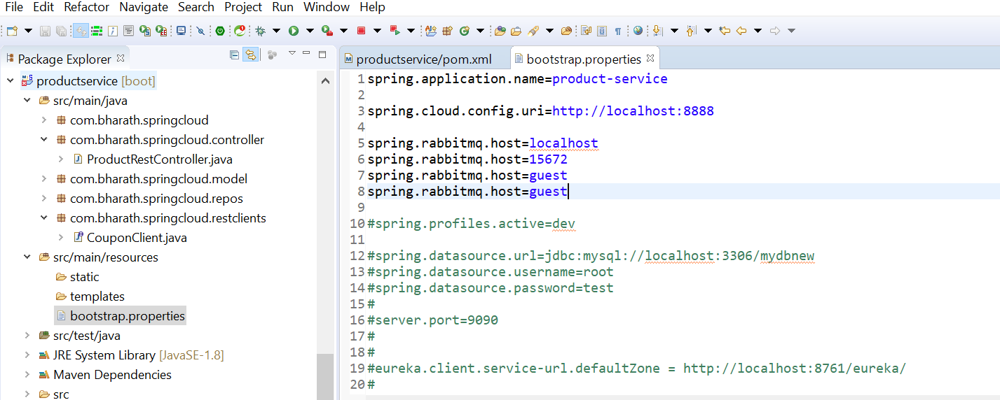 File Edit Refactor Navigate Search Project Run Window Help
Package Explorer
productservice [boot]
src/main/java
com.bharath.springcloud
com.bharath.springcloud.controller
ProductRestController.java
com.bharath.springcloud.model
com.bharath.springcloud.repos
com.bharath.springcloud.restclients
CouponClient.java
src/main/resources
static
templates
bootstrap.properties
src/test/java
JRE System Library [JavaSE-1.8]
Maven Dependencies
src
productservice/pom.xml bootstrap.properties
1 spring.application.name=product-service
2
3 spring.cloud.config.uri=http://localhost:8888
4
5 spring.rabbitmq.host=localhost
6 spring.rabbitmq.host=15672
7 spring.rabbitmq.host=guest
8 spring.rabbitmq.host=guest
9
10 #spring.profiles.active=dev
11
12 #spring.datasource.url=jdbc:mysql://localhost:3306/mydbnew
13 #spring.datasource.username=root
14 #spring.datasource.password=test
15 #
16 #server.port=9090
17 #
18 #
19 #eureka.client.service-url.defaultZone = http://localhost:8761/eureka/
20 #